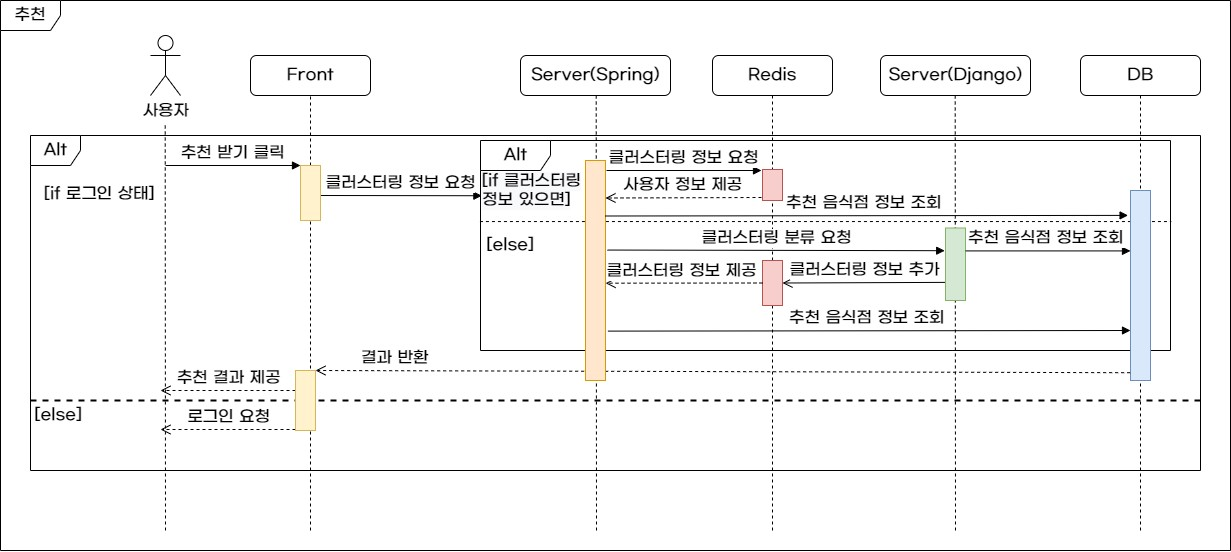 추천
사용자
Front
Server(Spring)
Redis
Server(Django)
DB
Alt
추천 받기 클릭
[if 로그인 상태]
클러스터링 정보 요청
Alt
[if 클러스터링
정보 있으면]
클러스터링 정보 요청
사용자 정보 제공
추천 음식점 정보 조회
[else]
클러스터링 분류 요청
추천 음식점 정보 조회
클러스터링 정보 제공
클러스터링 정보 추가
추천 음식점 정보 조회
결과 반환
추천 결과 제공
[else]
로그인 요청